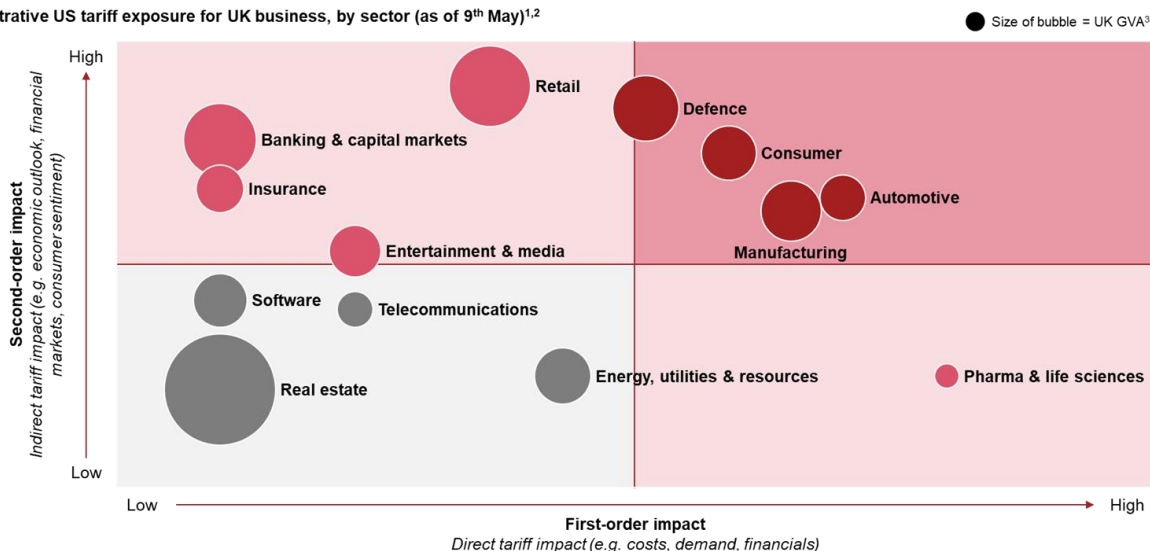 trative US tariff exposure for UK business, by sector (as of 9th May)1,2
Size of bubble = UK GVA3
High
Retail
Defence
Banking & capital markets
Consumer
Insurance
Automotive
Manufacturing
Entertainment & media
Software
Telecommunications
Energy, utilities & resources
Pharma & life sciences
Real estate
Second-order impact
Indirect tariff impact (e.g. economic outlook, financial
markets, consumer sentiment)
Low
Low
High
First-order impact
Direct tariff impact (e.g. costs, demand, financials)